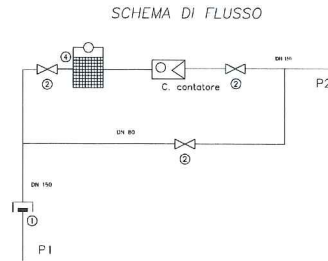 SCHEMA DI FLUSSO
4
DN 150
P2
2
C. contatore
2
DN 80
2
DN 150
1
P1